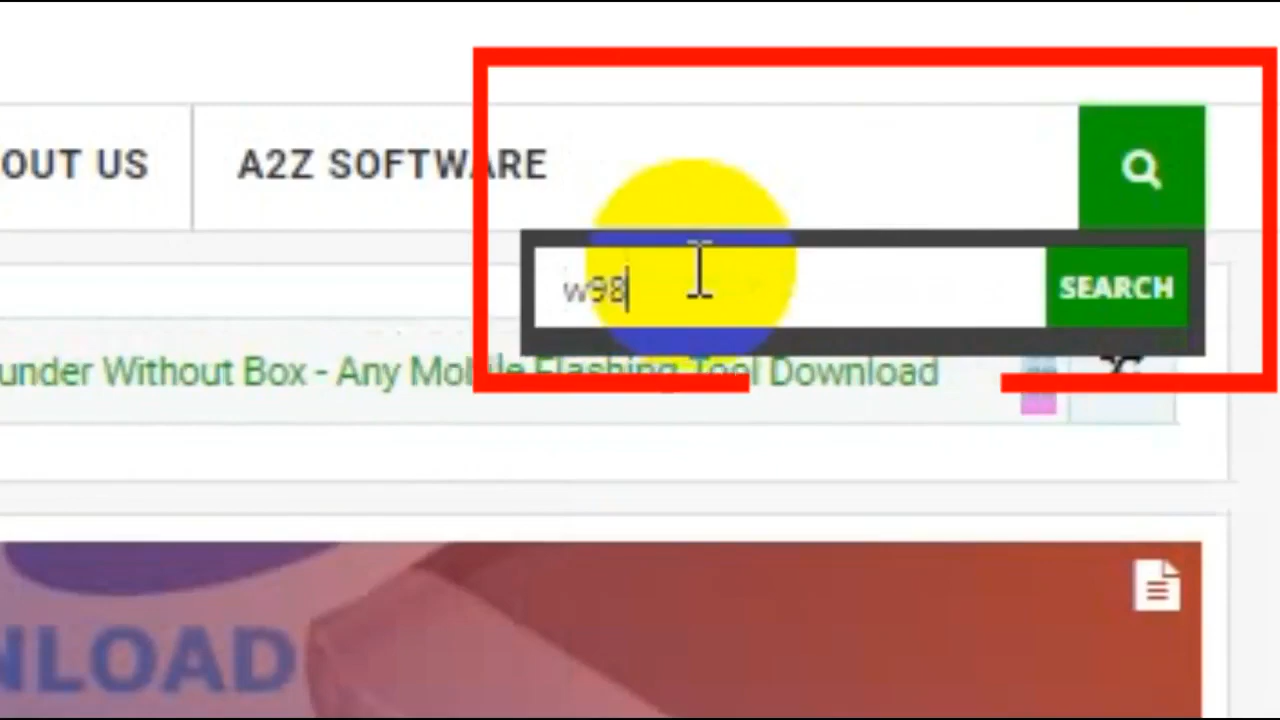 OUT US
A2Z SOFTWARE
w98
SEARCH
under Without Box - Any Mobile Flashing Tool Download
NLOAD